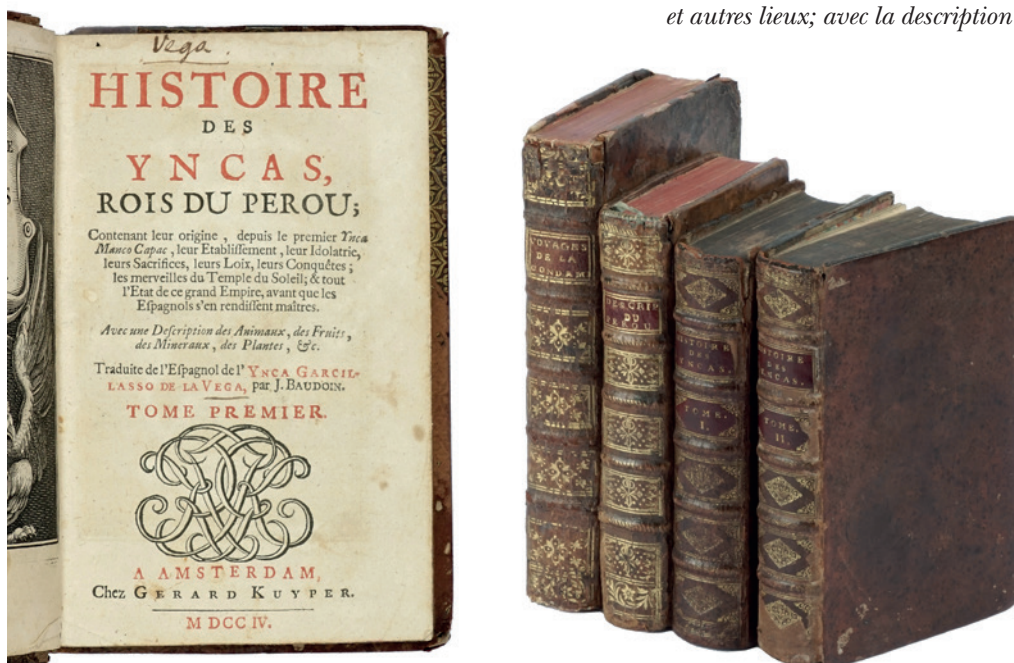 et autres lieux; avec la description
Vega.
HISTOIRE
DES
YNCAS,
ROIS DU PEROU;
Contenant leur origine, depuis le premier Ynca
Manco Capac, leur Etabliſſement, leur Idolatrie,
leurs Sacrifices, leurs Loix, leurs Conquêtes;
les merveilles du Temple du Soleil; & tout
l'Etat de ce grand Empire, avant que les
Eſpagnols s'en rendiſſent maîtres.
Avec une Deſcription des Animaux, des Fruits,
des Mineraux, des Plantes, &c.
Traduite de l'Eſpagnol de l'YNCA GARCIL-
LASSO DE LA VEGA, par J. BAUDOIN.
TOME PREMIER.
A AMSTERDAM,
Chez GERARD KUYPER.
M DCC IV.
VOYAGES
DE LA
CONDAMI
DESCRIP
DU
PEROU
HISTOIRE
DES
INCAS.
TOME.
I.
HISTOIRE
DES
INCAS.
TOME.
II.